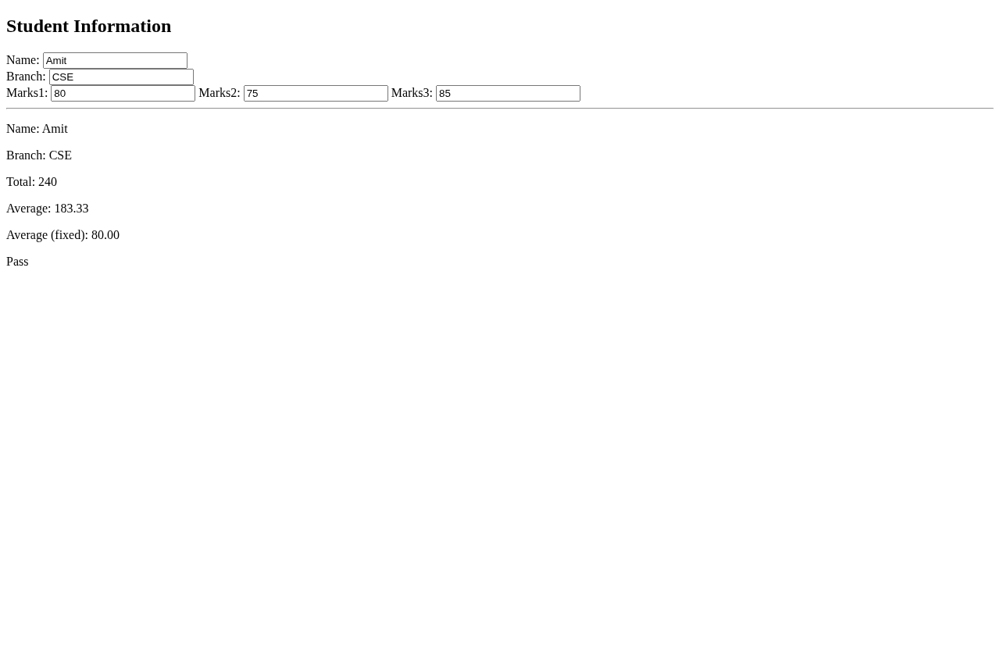 Student Information
Name: Amit
Branch: CSE
Marks1: 80 Marks2: 75 Marks3: 85
Name: Amit
Branch: CSE
Total: 240
Average: 183.33
Average (fixed): 80.00
Pass